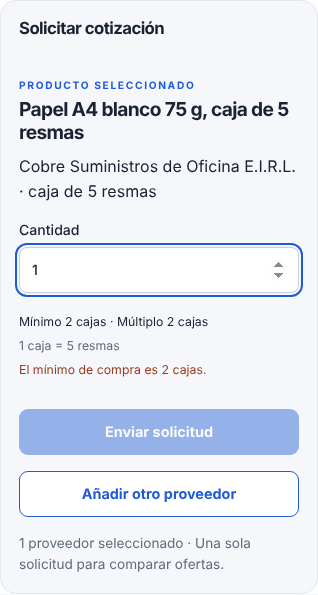 Solicitar cotización
PRODUCTO SELECCIONADO
Papel A4 blanco 75 g, caja de 5
resmas
Cobre Suministros de Oficina E.I.R.L.
· caja de 5 resmas
Cantidad
1
Mínimo 2 cajas · Múltiplo 2 cajas
1 caja = 5 resmas
El mínimo de compra es 2 cajas.
Enviar solicitud
Añadir otro proveedor
1 proveedor seleccionado · Una sola
solicitud para comparar ofertas.